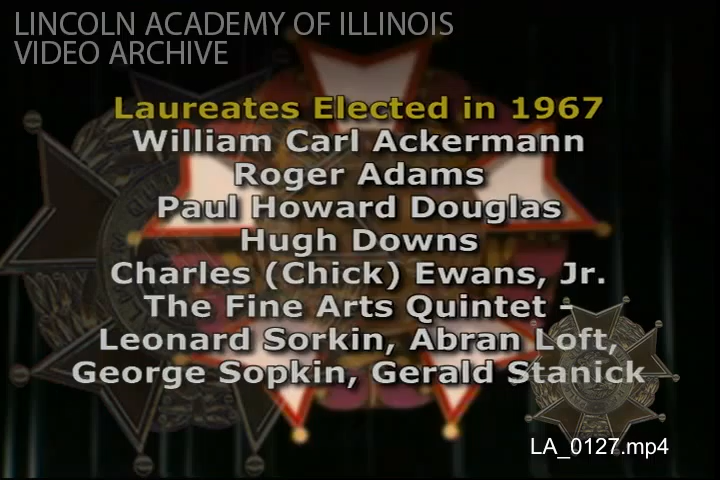 LINCOLN ACADEMY OF ILLINOIS
VIDEO ARCHIVE
Laureates Elected in 1967
William Carl Ackermann
Roger Adams
Paul Howard Douglas
Hugh Downs
Charles (Chick) Ewans, Jr.
The Fine Arts Quintet -
Leonard Sorkin, Abran Loft,
George Sopkin, Gerald Stanick
LA_0127.mp4